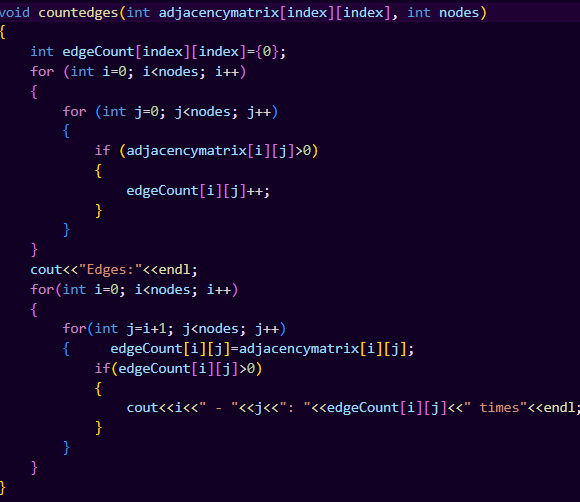 void countedges(int adjacencymatrix[index][index], int nodes)
{
    int edgeCount[index][index]={0};
    for (int i=0; i<nodes; i++)
    {
        for (int j=0; j<nodes; j++)
        {
            if (adjacencymatrix[i][j]>0)
            {
                edgeCount[i][j]++;
            }
        }
    }
    cout<<"Edges:"<<endl;
    for(int i=0; i<nodes; i++)
    {
        for(int j=i+1; j<nodes; j++)
        {     edgeCount[i][j]=adjacencymatrix[i][j];
            if(edgeCount[i][j]>0)
            {
                cout<<i<<" - "<<j<<": "<<edgeCount[i][j]<<" times"<<endl;
            }
        }
    }
}